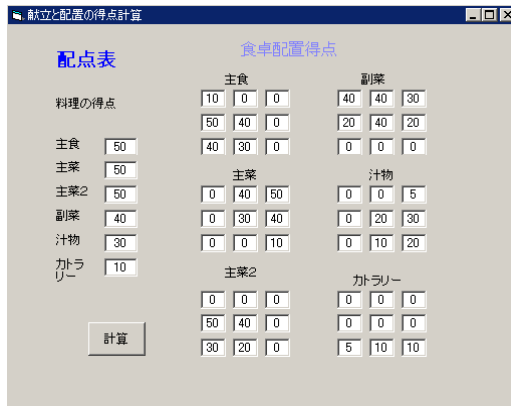 献立と配置の得点計算
配点表
料理の得点
主食 50
主菜 50
主菜2 50
副菜 40
汁物 30
カトラ
リー 10
計算
食卓配置得点
主食
10 0 0
50 40 0
40 30 0
副菜
40 40 30
20 40 20
0 0 0
主菜
0 40 50
0 30 40
0 0 10
汁物
0 0 5
0 20 30
0 10 20
主菜2
0 0 0
50 40 0
30 20 0
カトラリー
0 0 0
0 0 0
5 10 10